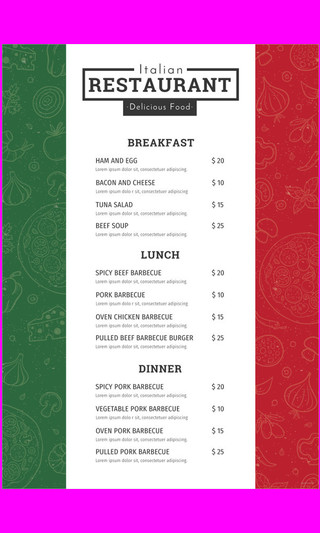 Italian
RESTAURANT
Delicious Food
BREAKFAST
HAM AND EGG $ 20
Lorem ipsum dolor sit, consectetuer adipiscing
BACON AND CHEESE $ 10
Lorem ipsum dolor sit, consectetuer adipiscing
TUNA SALAD $ 15
Lorem ipsum dolor sit, consectetuer adipiscing
BEEF SOUP $ 25
Lorem ipsum dolor sit, consectetuer adipiscing
LUNCH
SPICY BEEF BARBECUE $ 20
Lorem ipsum dolor sit, consectetuer adipiscing
PORK BARBECUE $ 10
Lorem ipsum dolor sit, consectetuer adipiscing
OVEN CHICKEN BARBECUE $ 15
Lorem ipsum dolor sit, consectetuer adipiscing
PULLED BEEF BARBECUE BURGER $ 25
Lorem ipsum dolor sit, consectetuer adipiscing
DINNER
SPICY PORK BARBECUE $ 20
Lorem ipsum dolor sit, consectetuer adipiscing
VEGETABLE PORK BARBECUE $ 10
Lorem ipsum dolor sit, consectetuer adipiscing
OVEN PORK BARBECUE $ 15
Lorem ipsum dolor sit, consectetuer adipiscing
PULLED PORK BARBECUE $ 25
Lorem ipsum dolor sit, consectetuer adipiscing